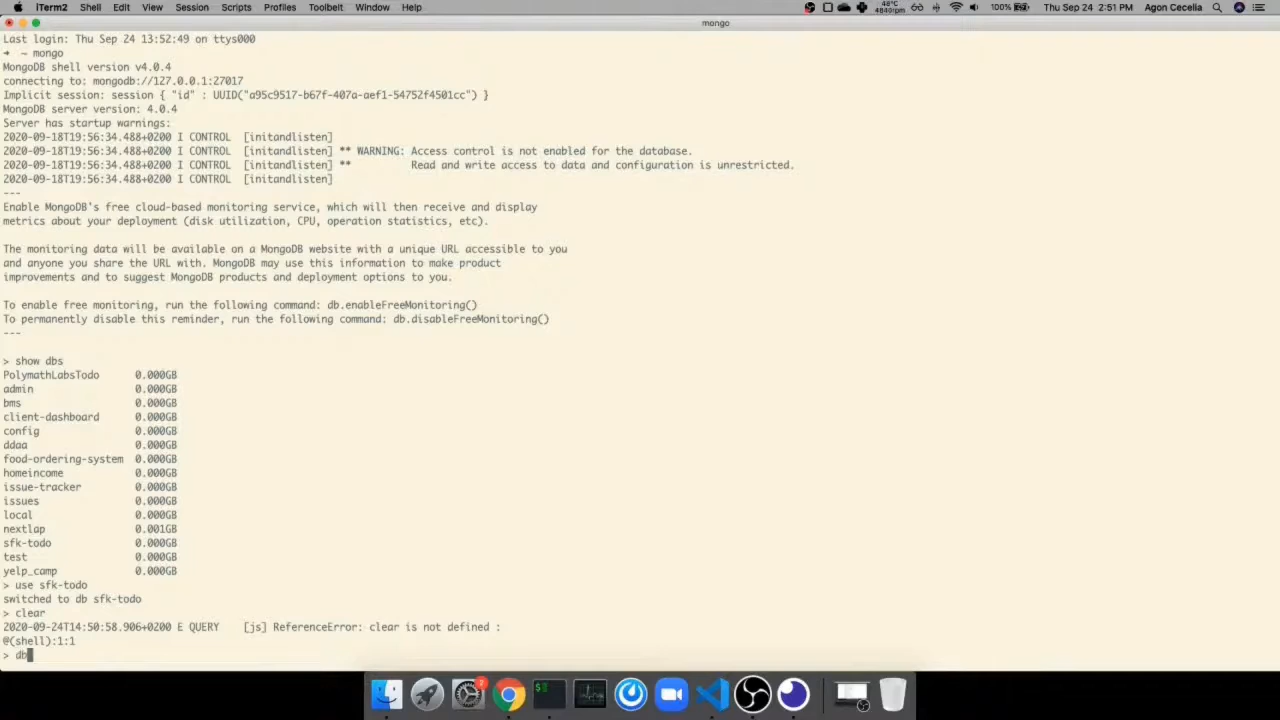 iTerm2 Shell Edit View Session Scripts Profiles Toolbelt Window Help 48°C 4840rpm 100% Thu Sep 24 2:51 PM Agon Cecelia
mongo
Last login: Thu Sep 24 13:52:49 on ttys000
➜ ~ mongo
MongoDB shell version v4.0.4
connecting to: mongodb://127.0.0.1:27017
Implicit session: session { "id" : UUID("a95c9517-b67f-407a-aef1-54752f4501cc") }
MongoDB server version: 4.0.4
Server has startup warnings:
2020-09-18T19:56:34.488+0200 I CONTROL  [initandlisten]
2020-09-18T19:56:34.488+0200 I CONTROL  [initandlisten] ** WARNING: Access control is not enabled for the database.
2020-09-18T19:56:34.488+0200 I CONTROL  [initandlisten] **          Read and write access to data and configuration is unrestricted.
2020-09-18T19:56:34.488+0200 I CONTROL  [initandlisten]
---
Enable MongoDB's free cloud-based monitoring service, which will then receive and display
metrics about your deployment (disk utilization, CPU, operation statistics, etc).
The monitoring data will be available on a MongoDB website with a unique URL accessible to you
and anyone you share the URL with. MongoDB may use this information to make product
improvements and to suggest MongoDB products and deployment options to you.
To enable free monitoring, run the following command: db.enableFreeMonitoring()
To permanently disable this reminder, run the following command: db.disableFreeMonitoring()
---
> show dbs
PolymathLabsTodo      0.000GB
admin                 0.000GB
bms                   0.000GB
client-dashboard      0.000GB
config                0.000GB
ddaa                  0.000GB
food-ordering-system  0.000GB
homeincome            0.000GB
issue-tracker         0.000GB
issues                0.000GB
local                 0.000GB
nextlap               0.001GB
sfk-todo              0.000GB
test                  0.000GB
yelp_camp             0.000GB
> use sfk-todo
switched to db sfk-todo
> clear
2020-09-24T14:50:58.906+0200 E QUERY    [js] ReferenceError: clear is not defined :
@(shell):1:1
> db